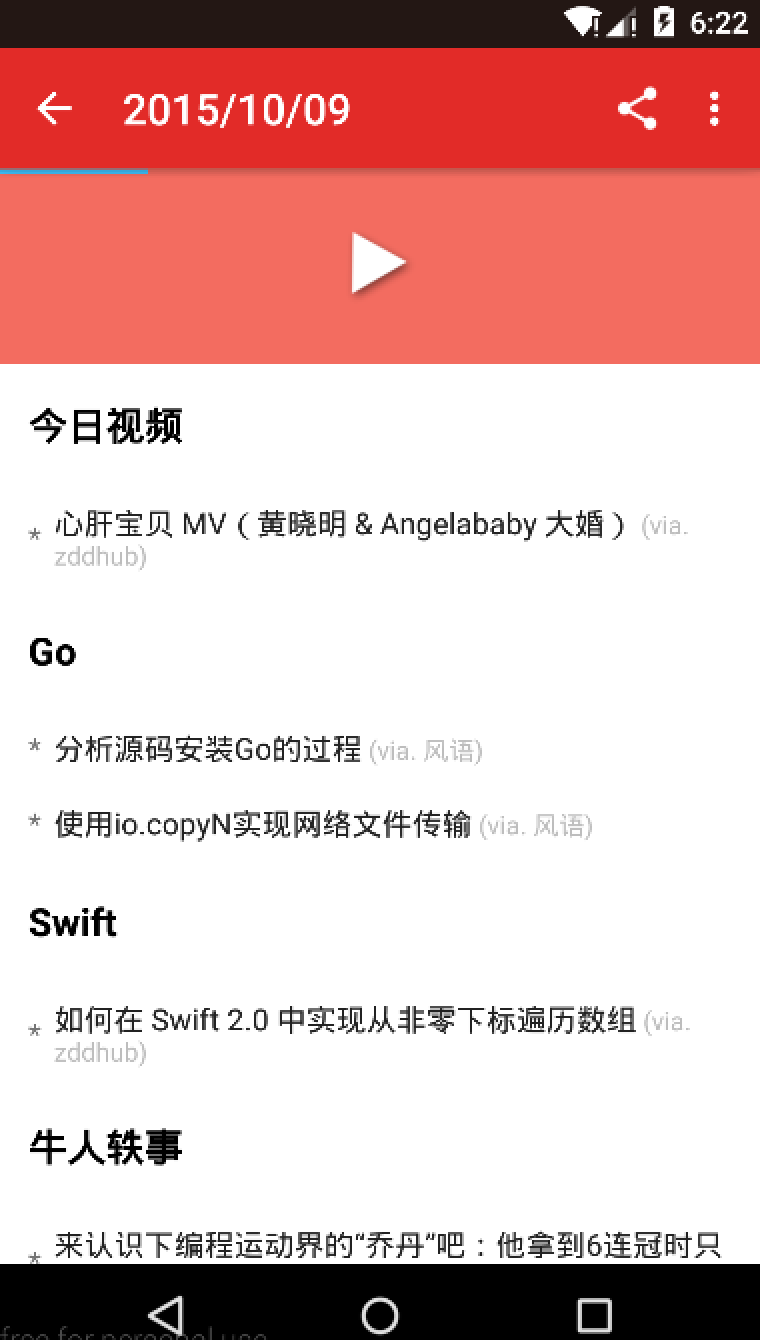 6:22
2015/10/09
今日视频
* 心肝宝贝 MV（黄晓明 & Angelababy 大婚） (via.
zddhub)
Go
* 分析源码安装Go的过程 (via. 风语)
* 使用io.copyN实现网络文件传输 (via. 风语)
Swift
* 如何在 Swift 2.0 中实现从非零下标遍历数组 (via.
zddhub)
牛人轶事
* 来认识下编程运动界的“乔丹”吧：他拿到6连冠时只
free for personal use